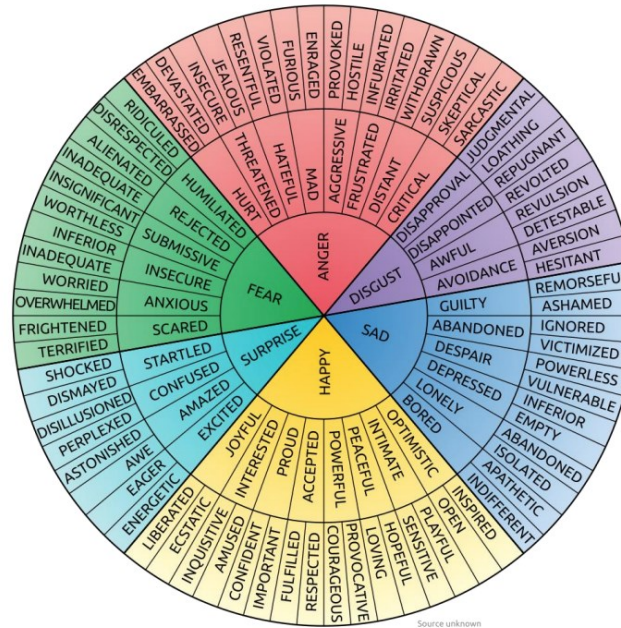 ANGER
HURT
THREATENED
HATEFUL
MAD
AGGRESSIVE
FRUSTRATED
DISTANT
CRITICAL
EMBARRASSED
DEVASTATED
INSECURE
JEALOUS
RESENTFUL
VIOLATED
FURIOUS
ENRAGED
PROVOKED
HOSTILE
INFURIATED
IRRITATED
WITHDRAWN
SUSPICIOUS
SKEPTICAL
SARCASTIC
DISGUST
DISAPPROVAL
DISAPPOINTED
AWFUL
AVOIDANCE
JUDGMENTAL
LOATHING
REPUGNANT
REVOLTED
REVULSION
DETESTABLE
AVERSION
HESITANT
SAD
GUILTY
ABANDONED
DESPAIR
DEPRESSED
LONELY
BORED
REMORSEFUL
ASHAMED
IGNORED
VICTIMIZED
POWERLESS
VULNERABLE
INFERIOR
EMPTY
ABANDONED
ISOLATED
APATHETIC
INDIFFERENT
HAPPY
OPTIMISTIC
INTIMATE
PEACEFUL
POWERFUL
ACCEPTED
PROUD
INTERESTED
JOYFUL
INSPIRED
OPEN
PLAYFUL
SENSITIVE
HOPEFUL
LOVING
PROVOCATIVE
COURAGEOUS
RESPECTED
FULFILLED
IMPORTANT
CONFIDENT
AMUSED
INQUISITIVE
ECSTATIC
LIBERATED
SURPRISE
EXCITED
AMAZED
CONFUSED
STARTLED
ENERGETIC
EAGER
AWE
ASTONISHED
PERPLEXED
DISILLUSIONED
DISMAYED
SHOCKED
FEAR
SCARED
ANXIOUS
INSECURE
SUBMISSIVE
REJECTED
HUMILIATED
TERRIFIED
FRIGHTENED
OVERWHELMED
WORRIED
INADEQUATE
INFERIOR
WORTHLESS
INSIGNIFICANT
INADEQUATE
ALIENATED
DISRESPECTED
RIDICULED
Source unknown